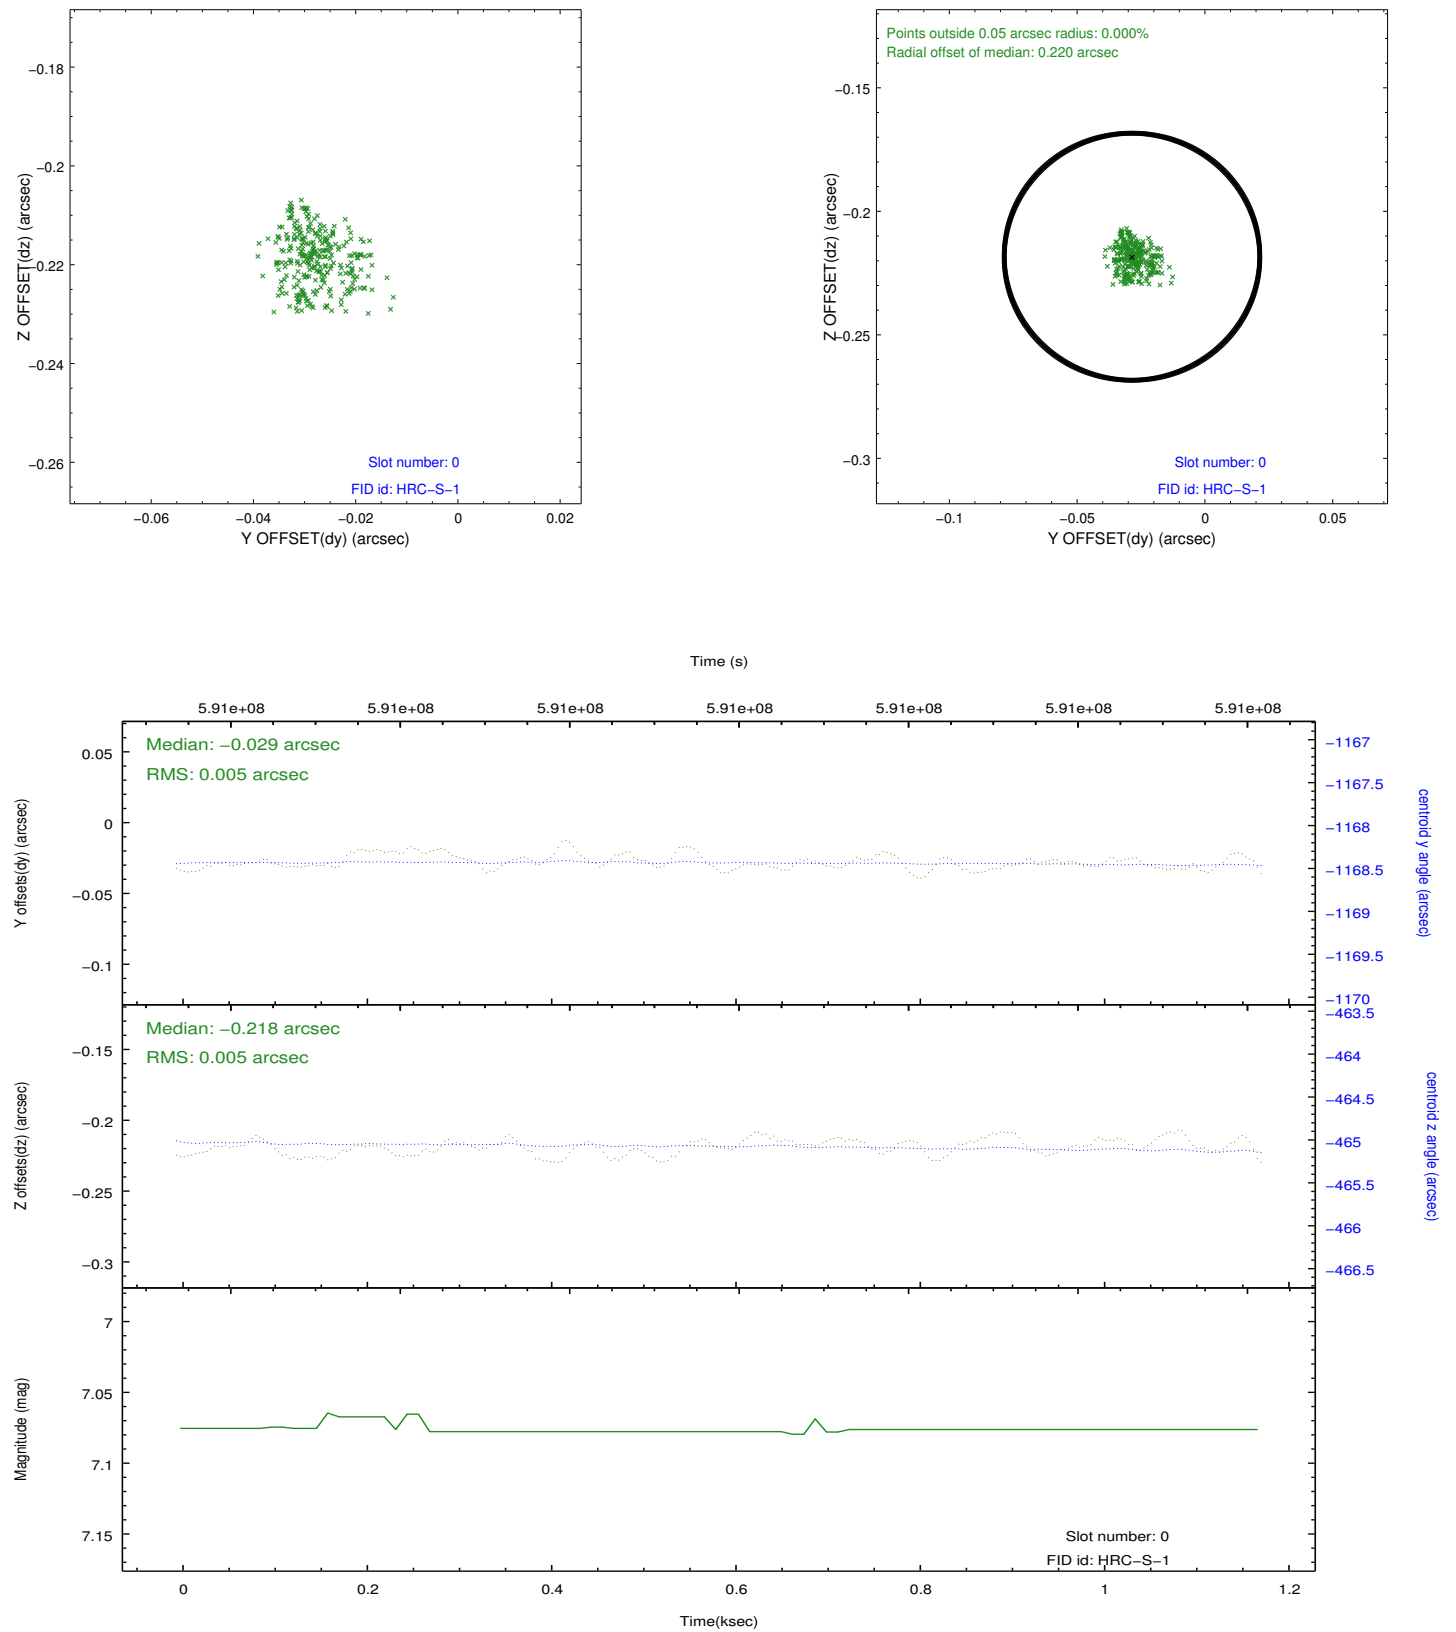 −0.18
−0.2
−0.22
−0.24
−0.26
Z OFFSET(dz) (arcsec)
Slot number: 0
FID id: HRC−S−1
−0.06
−0.04
−0.02
0
0.02
Y OFFSET(dy) (arcsec)
Points outside 0.05 arcsec radius: 0.000%
Radial offset of median: 0.220 arcsec
−0.15
−0.2
−0.25
−0.3
Z OFFSET(dz) (arcsec)
Slot number: 0
FID id: HRC−S−1
−0.1
−0.05
0
0.05
Y OFFSET(dy) (arcsec)
Time (s)
5.91e+08
5.91e+08
5.91e+08
5.91e+08
5.91e+08
5.91e+08
5.91e+08
Median: −0.029 arcsec
RMS: 0.005 arcsec
0.05
0
−0.05
−0.1
Y offsets(dy) (arcsec)
−1167
−1167.5
−1168
−1168.5
−1169
−1169.5
−1170
centroid y angle (arcsec)
Median: −0.218 arcsec
RMS: 0.005 arcsec
−0.15
−0.2
−0.25
−0.3
Z offsets(dz) (arcsec)
−463.5
−464
−464.5
−465
−465.5
−466
−466.5
centroid z angle (arcsec)
7
7.05
7.1
7.15
Magnitude (mag)
Slot number: 0
FID id: HRC−S−1
0
0.2
0.4
0.6
0.8
1
1.2
Time(ksec)